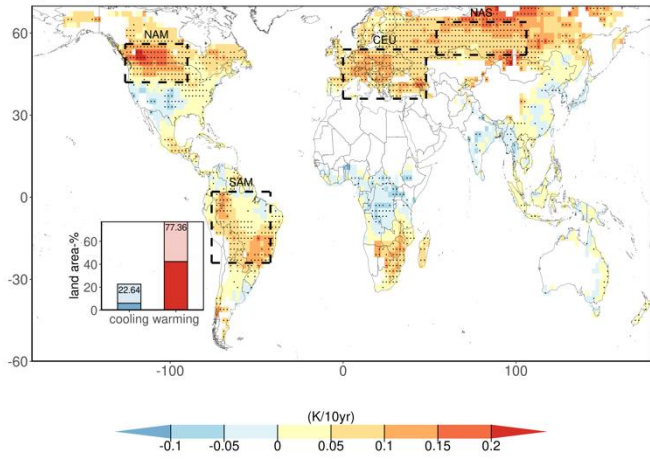 NAM
NAS
CEU
60
30
SAM
0
land area-%
60
40
20
0
77.36
22.64
cooling warming
-30
-60
-100 0 100
(K/10yr)
-0.1 -0.05 0 0.05 0.1 0.15 0.2